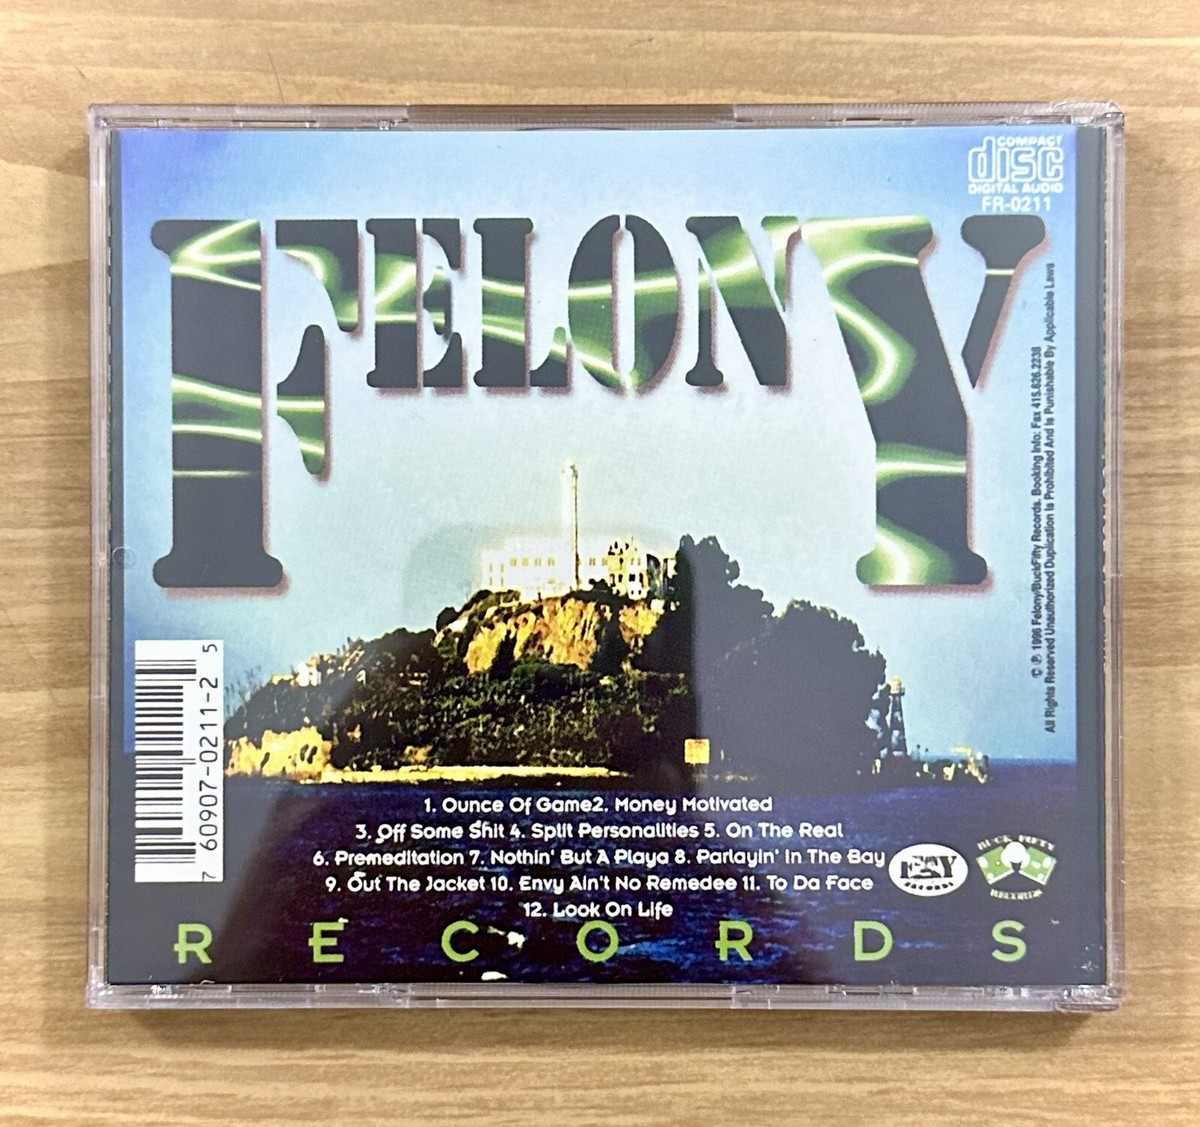 COMPACT
disc
DIGITAL AUDIO
FR-0211
FELONY
© ℗ 1996 Felony/BuckFifty Records. Booking Info: Fax 415.626.2238
All Rights Reserved Unauthorized Duplication Is Prohibited And Is Punishable By Applicable Laws
7 60907-0211-2 5
1. Ounce Of Game2. Money Motivated
3. Off Some Shit 4. Split Personalities 5. On The Real
6. Premeditation 7. Nothin' But A Playa 8. Parlayin' In The Bay
9. Out The Jacket 10. Envy Ain't No Remedee 11. To Da Face
12. Look On Life
BUCK FIFTY
RECORDS
RECORDS
RECORDS